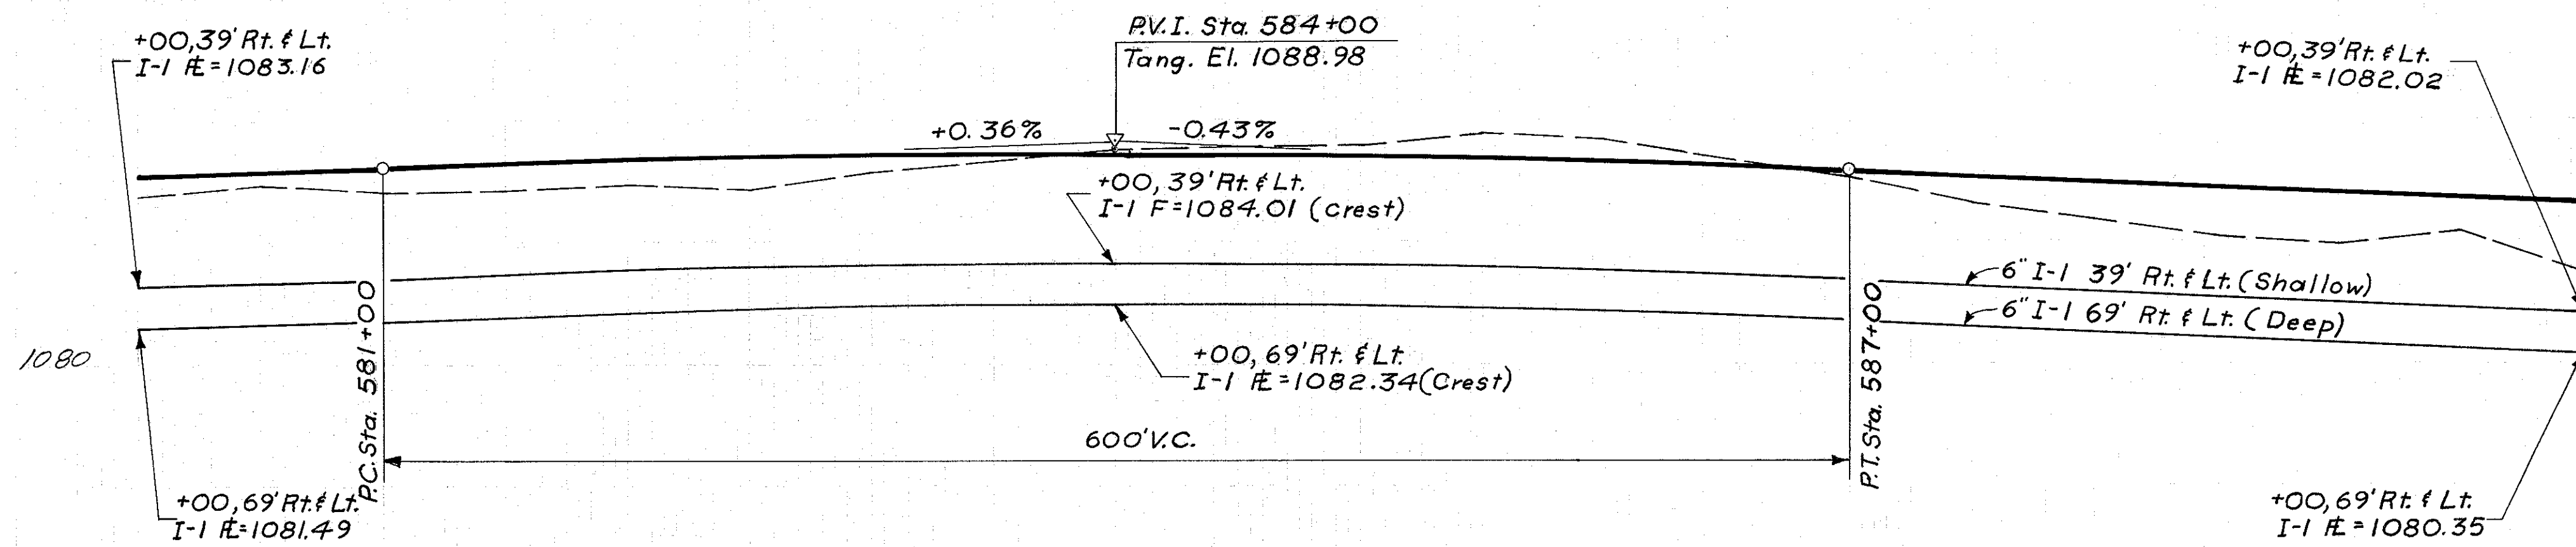 +00,39' Rt. & Lt.
I-1 ⅊ = 1083.16
P.V.I. Sta. 584+00
Tang. El. 1088.98
+00,39' Rt. & Lt.
I-1 ⅊ = 1082.02
+0.36%
-0.43%
+00, 39' Rt. & Lt.
I-1 F = 1084.01 (Crest)
6" I-1 39' Rt. & Lt. (Shallow)
6" I-1 69' Rt. & Lt. (Deep)
1080
P.C. Sta. 581+00
P.T. Sta. 587+00
+00, 69' Rt. & Lt.
I-1 ⅊ = 1082.34 (Crest)
600' V.C.
+00, 69' Rt. & Lt.
I-1 ⅊ = 1081.49
+00, 69' Rt. & Lt.
I-1 ⅊ = 1080.35